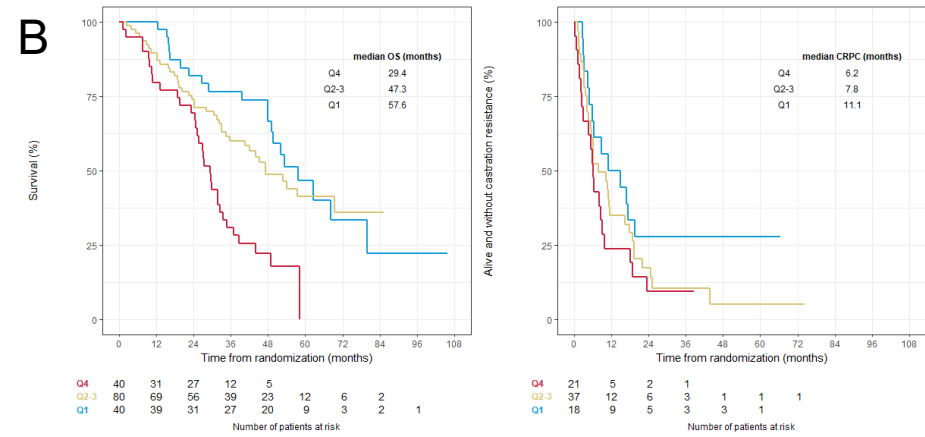 B
median OS (months)
Q4 29.4
Q2-3 47.3
Q1 57.6
100
75
50
25
0
Survival (%)
0 12 24 36 48 60 72 84 96 108
Time from randomization (months)
Q4 40 31 27 12 5
Q2-3 80 69 56 39 23 12 6 2
Q1 40 39 31 27 20 9 3 2 1
Number of patients at risk
median CRPC (months)
Q4 6.2
Q2-3 7.8
Q1 11.1
100
75
50
25
0
Alive and without castration resistance (%)
0 12 24 36 48 60 72 84 96 108
Time from randomization (months)
21 5 2 1
37 12 6 3 1 1 1
18 9 5 3 3 1
Number of patients at risk